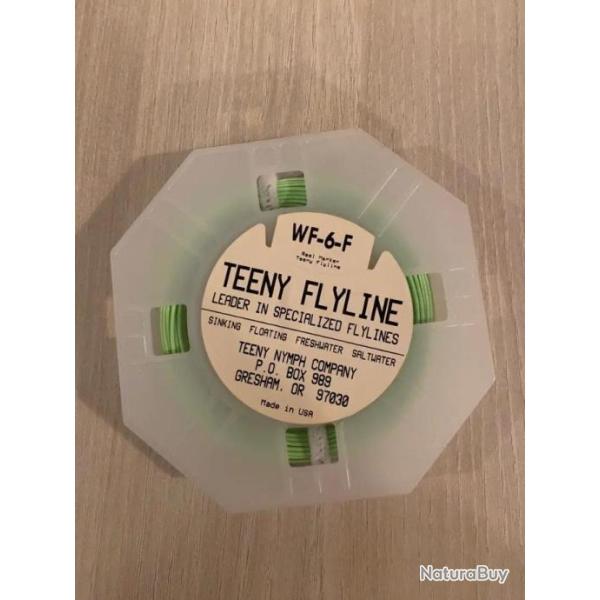 WF-6-F
Reel Marker
Teeny Flyline
TEENY FLYLINE
LEADER IN SPECIALIZED FLYLINES
SINKING FLOATING FRESHWATER SALTWATER
TEENY NYMPH COMPANY
P.O. BOX 989
GRESHAM, OR 97030
Made in USA
NaturaBuy